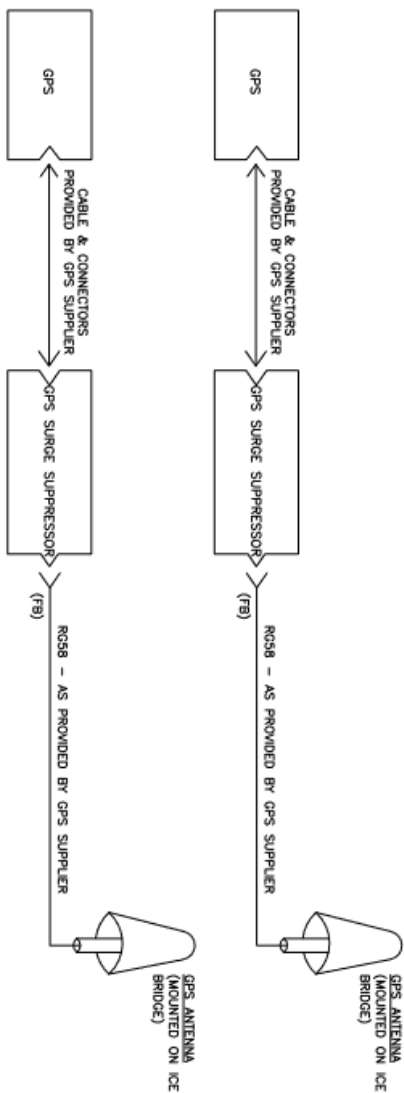 GPS
CABLE & CONNECTORS
PROVIDED BY GPS SUPPLIER
GPS SURGE SUPPRESSOR
(FB)
RG58 - AS PROVIDED BY GPS SUPPLIER
GPS ANTENNA
(MOUNTED ON ICE
BRIDGE)
GPS
CABLE & CONNECTORS
PROVIDED BY GPS SUPPLIER
GPS SURGE SUPPRESSOR
(FB)
RG58 - AS PROVIDED BY GPS SUPPLIER
GPS ANTENNA
(MOUNTED ON ICE
BRIDGE)